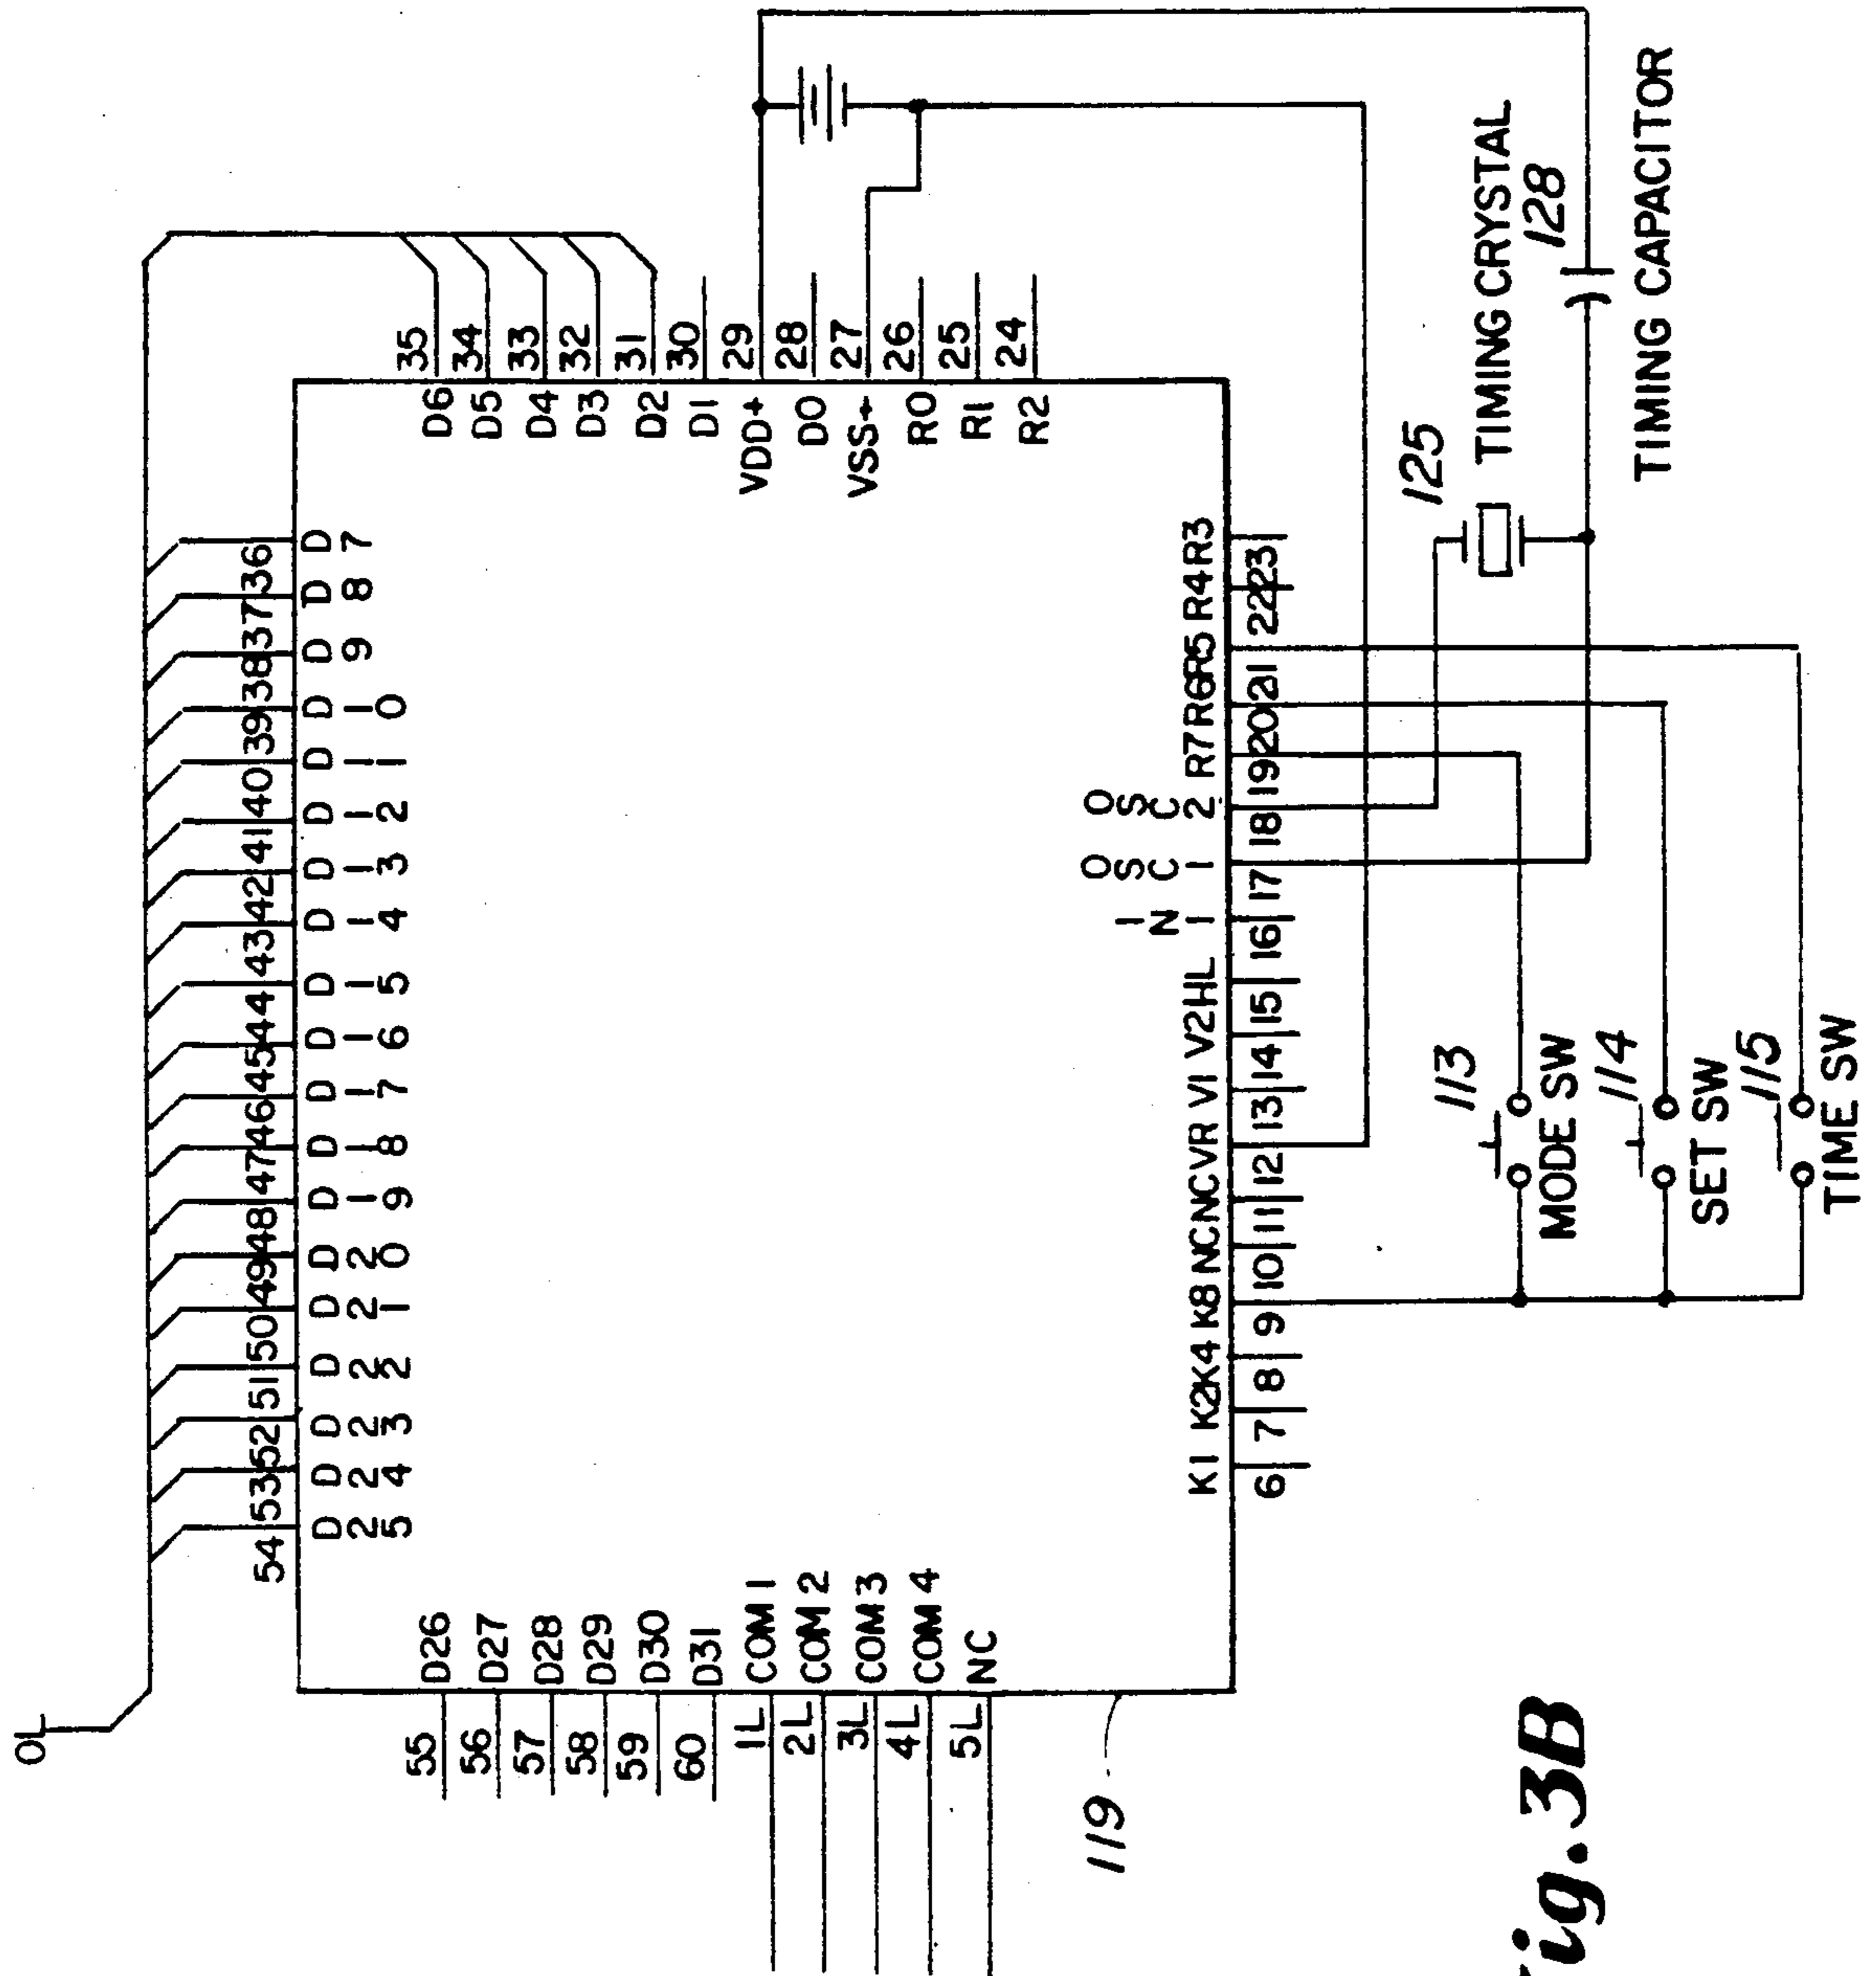 OL
35
34
33
32
31
30
29
28
27
26
25
24
D6
D5
D4
D3
D2
D1
VDD+
D0
VSS+
R0
R1
R2
54 53 52 51 50 49 48 47 46 45 44 43 42 41 40 39 38 37 36
D25 D24 D23 D22 D21 D20 D19 D18 D17 D16 D15 D14 D13 D12 D11 D10 D9 D8 D7
55 D26
56 D27
57 D28
58 D29
59 D30
60 D31
1L COM 1
2L COM 2
3L COM 3
4L COM 4
5L NC
K1 K2 K4 K8 NC NC VR V1 V2 HL IN1 OSC1 OSC2 R7 R6 R5 R4 R3
6 7 8 9 10 11 12 13 14 15 16 17 18 19 20 21 22 23
119
125
TIMING CRYSTAL
128
TIMING CAPACITOR
113
MODE SW
114
SET SW
115
TIME SW
Fig.3B